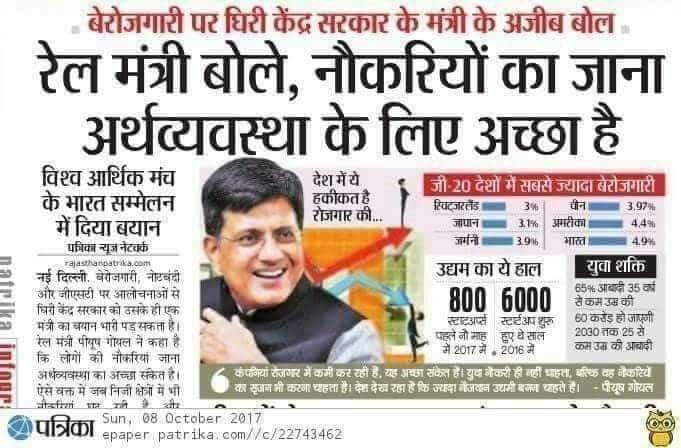 बेरोजगारी पर घिरी केंद्र सरकार के मंत्री के अजीब बोल
रेल मंत्री बोले, नौकरियों का जाना
अर्थव्यवस्था के लिए अच्छा है
विश्व आर्थिक मंच
के भारत सम्मेलन
में दिया बयान
पत्रिका न्यूज नेटवर्क
rajasthanpatrika.com
नई दिल्ली. बेरोजगारी, नोटबंदी
और जीएसटी पर आलोचनाओं से
घिरी केंद्र सरकार को उसके ही एक
मंत्री का बयान भारी पड़ सकता है।
रेल मंत्री पीयूष गोयल ने कहा है
कि लोगों की नौकरियां जाना
अर्थव्यवस्था का अच्छा संकेत है।
ऐसे वक्त में जब निजी क्षेत्रों में भी
देश में ये
हकीकत है
रोजगार की...
जी-20 देशों में सबसे ज्यादा बेरोजगारी
स्विटजरलैंड 3% चीन 3.97%
जापान 3.1% अमरीका 4.4%
जर्मनी 3.9% भारत 4.9%
उद्यम का ये हाल
800 6000
स्टार्टअप्स स्टार्टअप शुरू
पहले नौ माह हुए थे साल
में 2017 में 2016 में
युवा शक्ति
65% आबादी 35 वर्ष
से कम उम्र की
60 करोड़ हो जाएगी
2030 तक 25 से
कम उम्र की आबादी
कंपनियां रोजगार में कमी कर रही हैं, यह अच्छा संकेत है। युवा नौकरी ही नहीं चाहता, बल्कि वह नौकरियों
का सृजन भी करना चाहता है। देश देख रहा है कि ज्यादा नौजवान उद्यमी बनना चाहते हैं। - पीयूष गोयल
patrika infogr
पत्रिका Sun, 08 October 2017
epaper.patrika.com//c/22743462